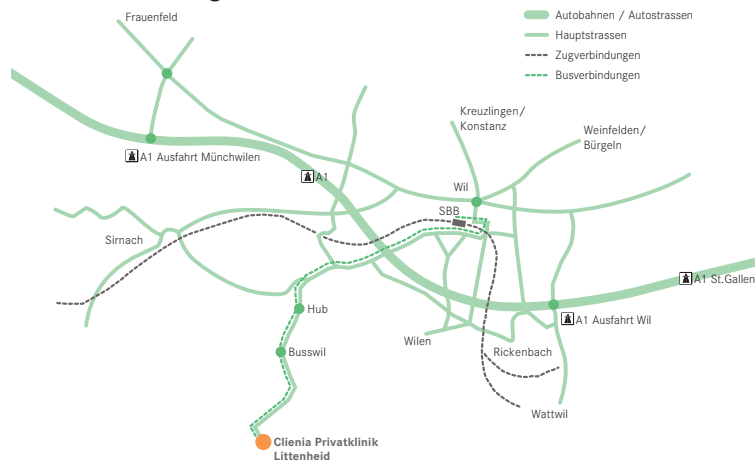 Frauenfeld
Autobahnen / Autostrassen
Hauptstrassen
Zugverbindungen
Busverbindungen
Kreuzlingen/
Konstanz
Weinfelden/
Bürgeln
A1 Ausfahrt Münchwilen
A1
Wil
SBB
Sirnach
A1 St.Gallen
Hub
A1 Ausfahrt Wil
Wilen
Busswil
Rickenbach
Wattwil
Clienia Privatklinik
Littenheid